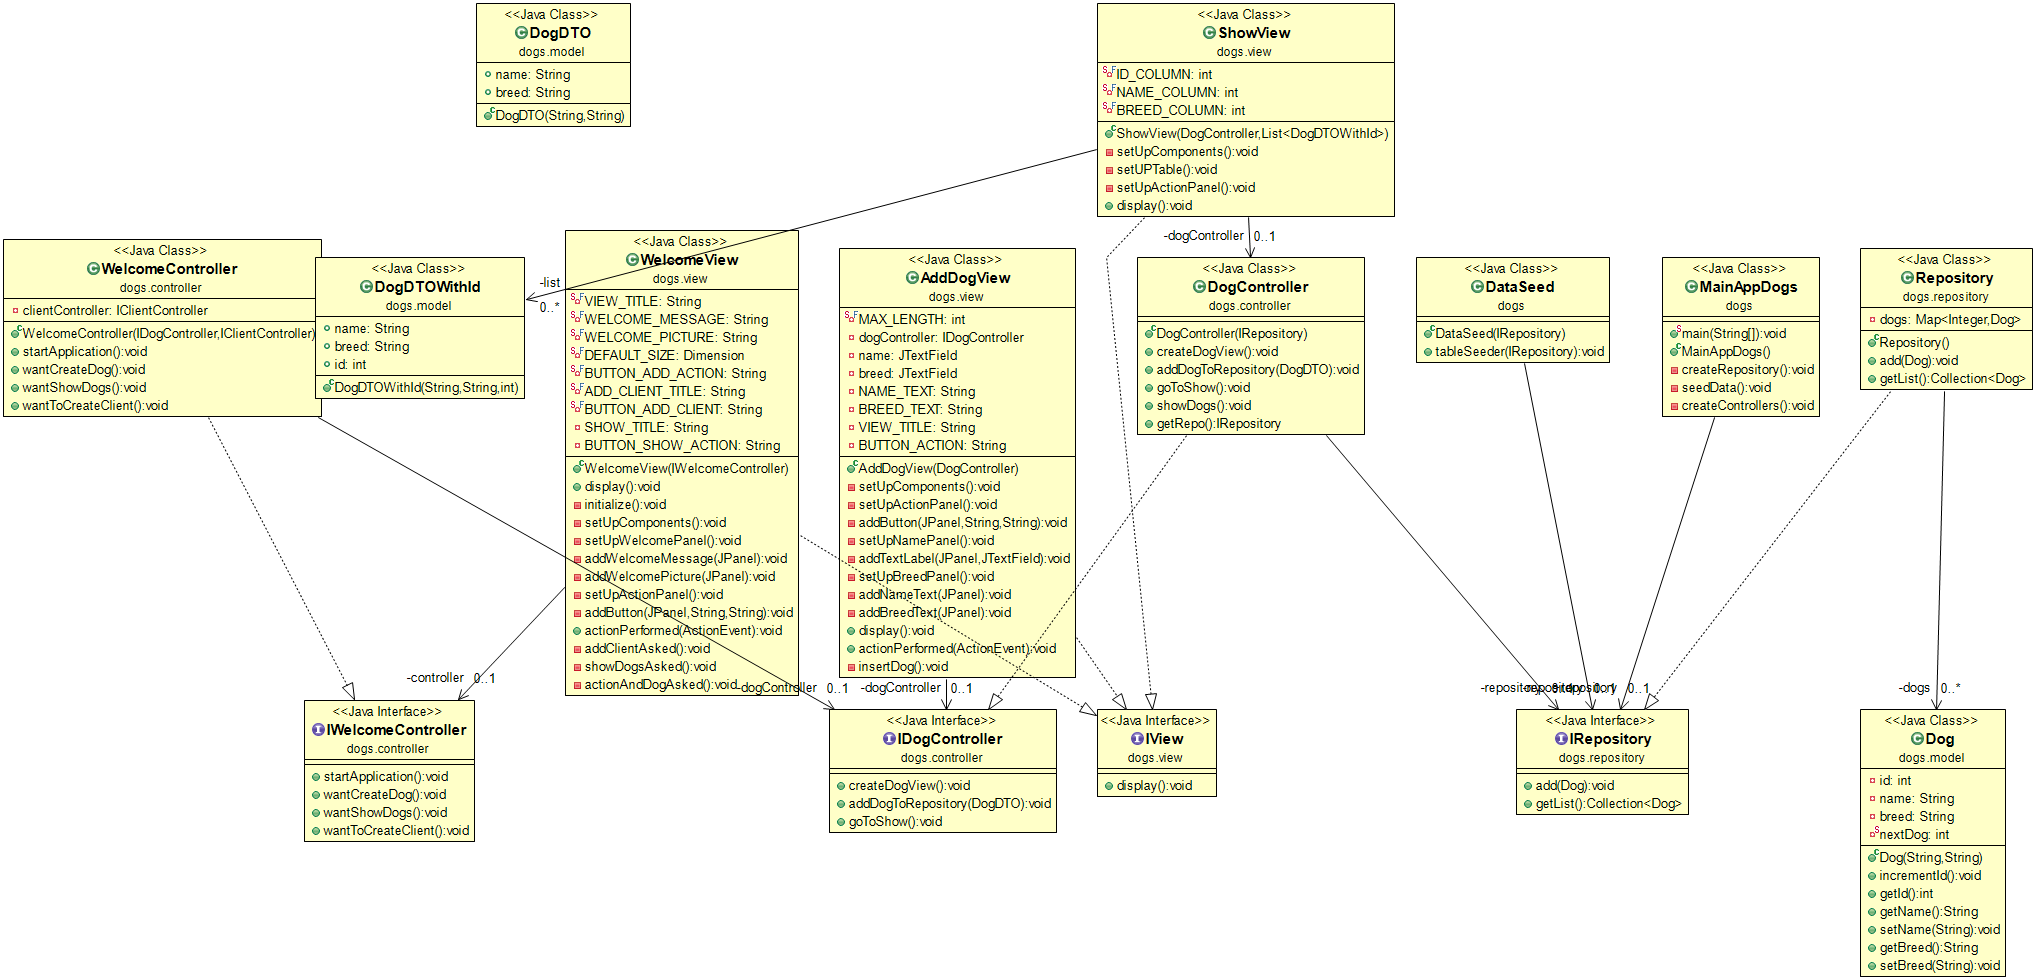 <<Java Class>>
DogDTO
dogs.model
name: String
breed: String
DogDTO(String,String)
<<Java Class>>
ShowView
dogs.view
ID_COLUMN: int
NAME_COLUMN: int
BREED_COLUMN: int
ShowView(DogController,List<DogDTOWithId>)
setUpComponents():void
setUPTable():void
setUpActionPanel():void
display():void
<<Java Class>>
WelcomeController
dogs.controller
clientController: IClientController
WelcomeController(IDogController,IClientController)
startApplication():void
wantCreateDog():void
wantShowDogs():void
wantToCreateClient():void
<<Java Class>>
DogDTOWithId
dogs.model
name: String
breed: String
id: int
DogDTOWithId(String,String,int)
-list
0..*
<<Java Class>>
WelcomeView
dogs.view
VIEW_TITLE: String
WELCOME_MESSAGE: String
WELCOME_PICTURE: String
DEFAULT_SIZE: Dimension
BUTTON_ADD_ACTION: String
ADD_CLIENT_TITLE: String
BUTTON_ADD_CLIENT: String
SHOW_TITLE: String
BUTTON_SHOW_ACTION: String
WelcomeView(IWelcomeController)
display():void
initialize():void
setUpComponents():void
setUpWelcomePanel():void
addWelcomeMessage(JPanel):void
addWelcomePicture(JPanel):void
setUpActionPanel():void
addButton(JPanel,String,String):void
actionPerformed(ActionEvent):void
addClientAsked():void
showDogsAsked():void
actionAndDogAsked():void
<<Java Class>>
AddDogView
dogs.view
MAX_LENGTH: int
dogController: IDogController
name: JTextField
breed: JTextField
NAME_TEXT: String
BREED_TEXT: String
VIEW_TITLE: String
BUTTON_ACTION: String
AddDogView(DogController)
setUpComponents():void
setUpActionPanel():void
addButton(JPanel,String,String):void
setUpNamePanel():void
addTextLabel(JPanel,JTextField):void
setUpBreedPanel():void
addNameText(JPanel):void
addBreedText(JPanel):void
display():void
actionPerformed(ActionEvent):void
insertDog():void
-dogController 0..1
<<Java Class>>
DogController
dogs.controller
DogController(IRepository)
createDogView():void
addDogToRepository(DogDTO):void
goToShow():void
showDogs():void
getRepo():IRepository
<<Java Class>>
DataSeed
dogs
DataSeed(IRepository)
tableSeeder(IRepository):void
<<Java Class>>
MainAppDogs
dogs
main(String[]):void
MainAppDogs()
createRepository():void
seedData():void
createControllers():void
<<Java Class>>
Repository
dogs.repository
dogs: Map<Integer,Dog>
Repository()
add(Dog):void
getList():Collection<Dog>
-controller 0..1
-dogController 0..1
-dogController 0..1
-repository
0..1
0..1
-dogs 0..*
<<Java Interface>>
IWelcomeController
dogs.controller
startApplication():void
wantCreateDog():void
wantShowDogs():void
wantToCreateClient():void
<<Java Interface>>
IDogController
dogs.controller
createDogView():void
addDogToRepository(DogDTO):void
goToShow():void
<<Java Interface>>
IView
dogs.view
display():void
<<Java Interface>>
IRepository
dogs.repository
add(Dog):void
getList():Collection<Dog>
<<Java Class>>
Dog
dogs.model
id: int
name: String
breed: String
nextDog: int
Dog(String,String)
incrementId():void
getId():int
getName():String
setName(String):void
getBreed():String
setBreed(String):void